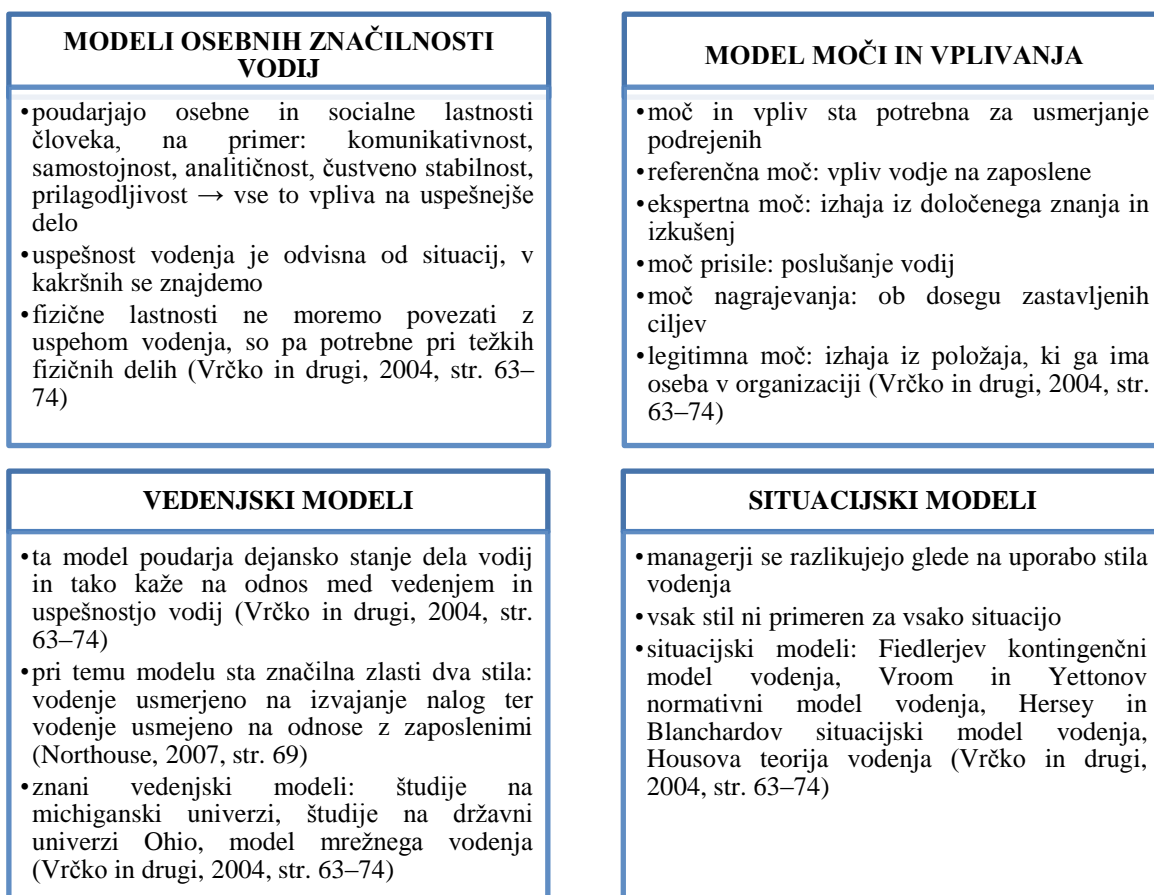 MODELI OSEBNIH ZNAČILNOSTI
VODIJ
•poudarjajo osebne in socialne lastnosti
človeka, na primer: komunikativnost,
samostojnost, analitičnost, čustveno stabilnost,
prilagodljivost → vse to vpliva na uspešnejše
delo
•uspešnost vodenja je odvisna od situacij, v
kakršnih se znajdemo
•fizične lastnosti ne moremo povezati z
uspehom vodenja, so pa potrebne pri težkih
fizičnih delih (Vrčko in drugi, 2004, str. 63–
74)
MODEL MOČI IN VPLIVANJA
•moč in vpliv sta potrebna za usmerjanje
podrejenih
•referenčna moč: vpliv vodje na zaposlene
•ekspertna moč: izhaja iz določenega znanja in
izkušenj
•moč prisile: poslušanje vodij
•moč nagrajevanja: ob dosegu zastavljenih
ciljev
•legitimna moč: izhaja iz položaja, ki ga ima
oseba v organizaciji (Vrčko in drugi, 2004, str.
63–74)
VEDENJSKI MODELI
•ta model poudarja dejansko stanje dela vodij
in tako kaže na odnos med vedenjem in
uspešnostjo vodij (Vrčko in drugi, 2004, str.
63–74)
•pri temu modelu sta značilna zlasti dva stila:
vodenje usmerjeno na izvajanje nalog ter
vodenje usmejeno na odnose z zaposlenimi
(Northouse, 2007, str. 69)
•znani vedenjski modeli: študije na
michiganski univerzi, študije na državni
univerzi Ohio, model mrežnega vodenja
(Vrčko in drugi, 2004, str. 63–74)
SITUACIJSKI MODELI
•managerji se razlikujejo glede na uporabo stila
vodenja
•vsak stil ni primeren za vsako situacijo
•situacijski modeli: Fiedlerjev kontingenčni
model vodenja, Vroom in Yettonov
normativni model vodenja, Hersey in
Blanchardov situacijski model vodenja,
Housova teorija vodenja (Vrčko in drugi,
2004, str. 63–74)